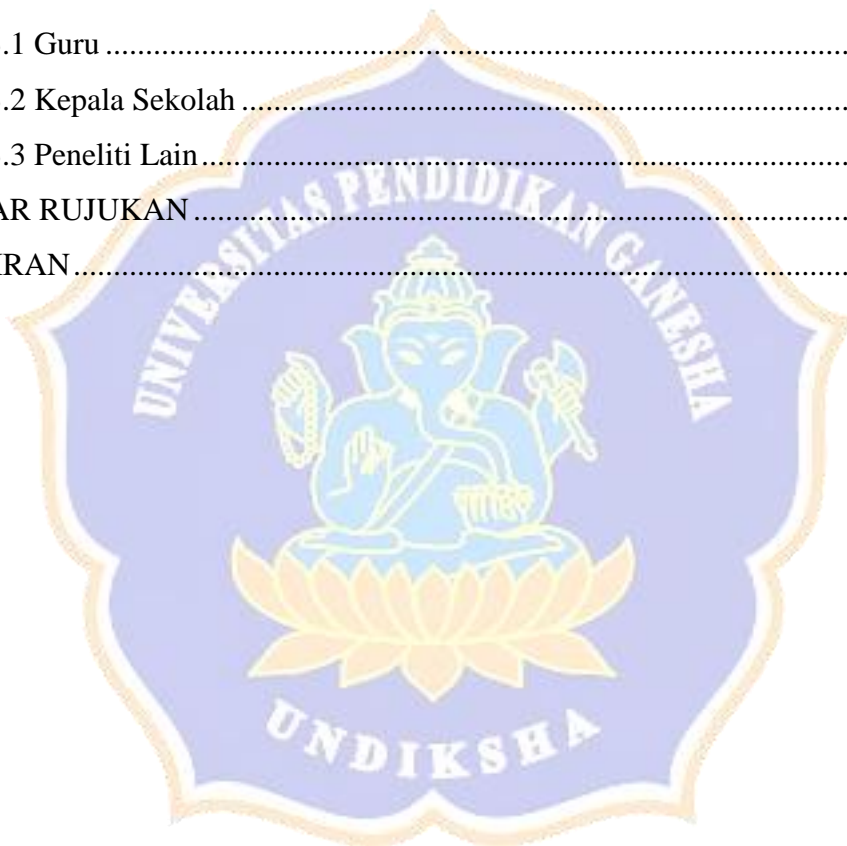 .1 Guru ....................................................................................................
.2 Kepala Sekolah ....................................................................................
.3 Peneliti Lain .........................................................................................
AR RUJUKAN ..........................................................................................
IRAN .........................................................................................................
UNIVERSITAS PENDIDIKAN GANESHA
UNDIKSHA